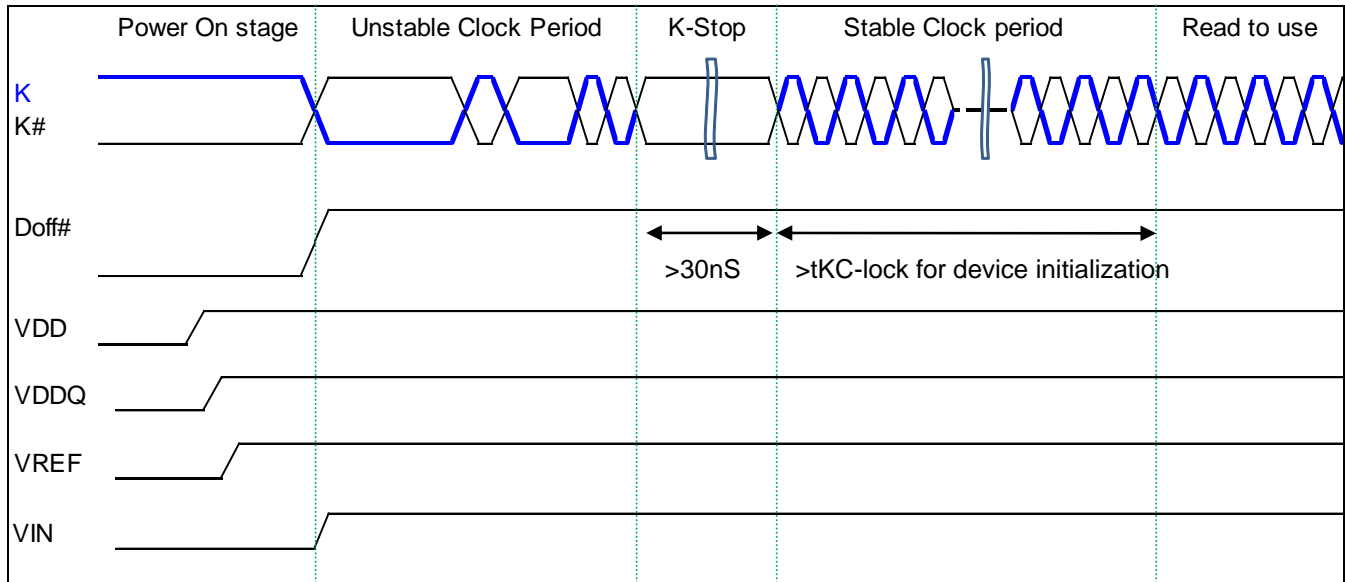 Power On stage
Unstable Clock Period
K-Stop
Stable Clock period
Read to use
K
K#
Doff#
>30nS
>tKC-lock for device initialization
VDD
VDDQ
VREF
VIN